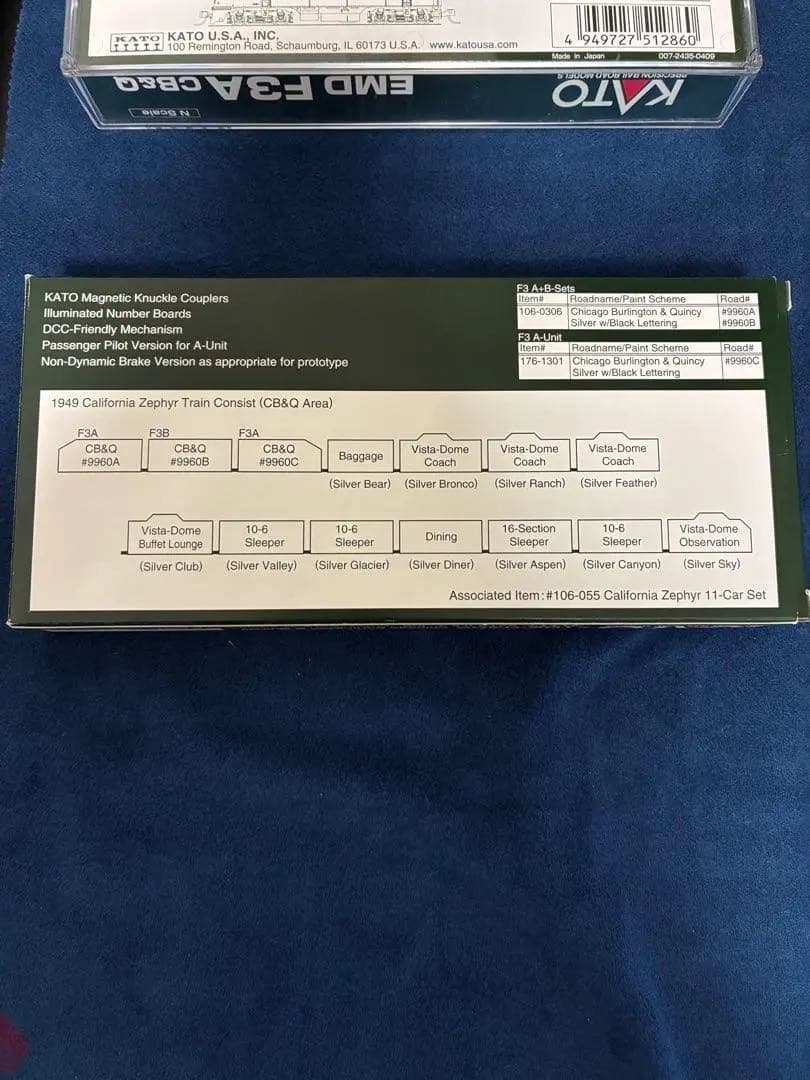 KATO KATO U.S.A., INC.
100 Remington Road, Schaumburg, IL 60173 U.S.A. www.katousa.com
4 949727 512860
Made in Japan 007-2435-0409
KATO
PRECISION RAILROAD MODELS
EMD F3A CB&Q
N Scale
KATO Magnetic Knuckle Couplers
Illuminated Number Boards
DCC-Friendly Mechanism
Passenger Pilot Version for A-Unit
Non-Dynamic Brake Version as appropriate for prototype
F3 A+B-Sets
Item# Roadname/Paint Scheme Road#
106-0306 Chicago Burlington & Quincy #9960A
Silver w/Black Lettering #9960B
F3 A-Unit
Item# Roadname/Paint Scheme Road#
176-1301 Chicago Burlington & Quincy #9960C
Silver w/Black Lettering
1949 California Zephyr Train Consist (CB&Q Area)
F3A F3B F3A
CB&Q CB&Q CB&Q Baggage Vista-Dome Vista-Dome Vista-Dome
#9960A #9960B #9960C Coach Coach Coach
(Silver Bear) (Silver Bronco) (Silver Ranch) (Silver Feather)
Vista-Dome 10-6 10-6 Dining 16-Section 10-6 Vista-Dome
Buffet Lounge Sleeper Sleeper Sleeper Sleeper Observation
(Silver Club) (Silver Valley) (Silver Glacier) (Silver Diner) (Silver Aspen) (Silver Canyon) (Silver Sky)
Associated Item:#106-055 California Zephyr 11-Car Set